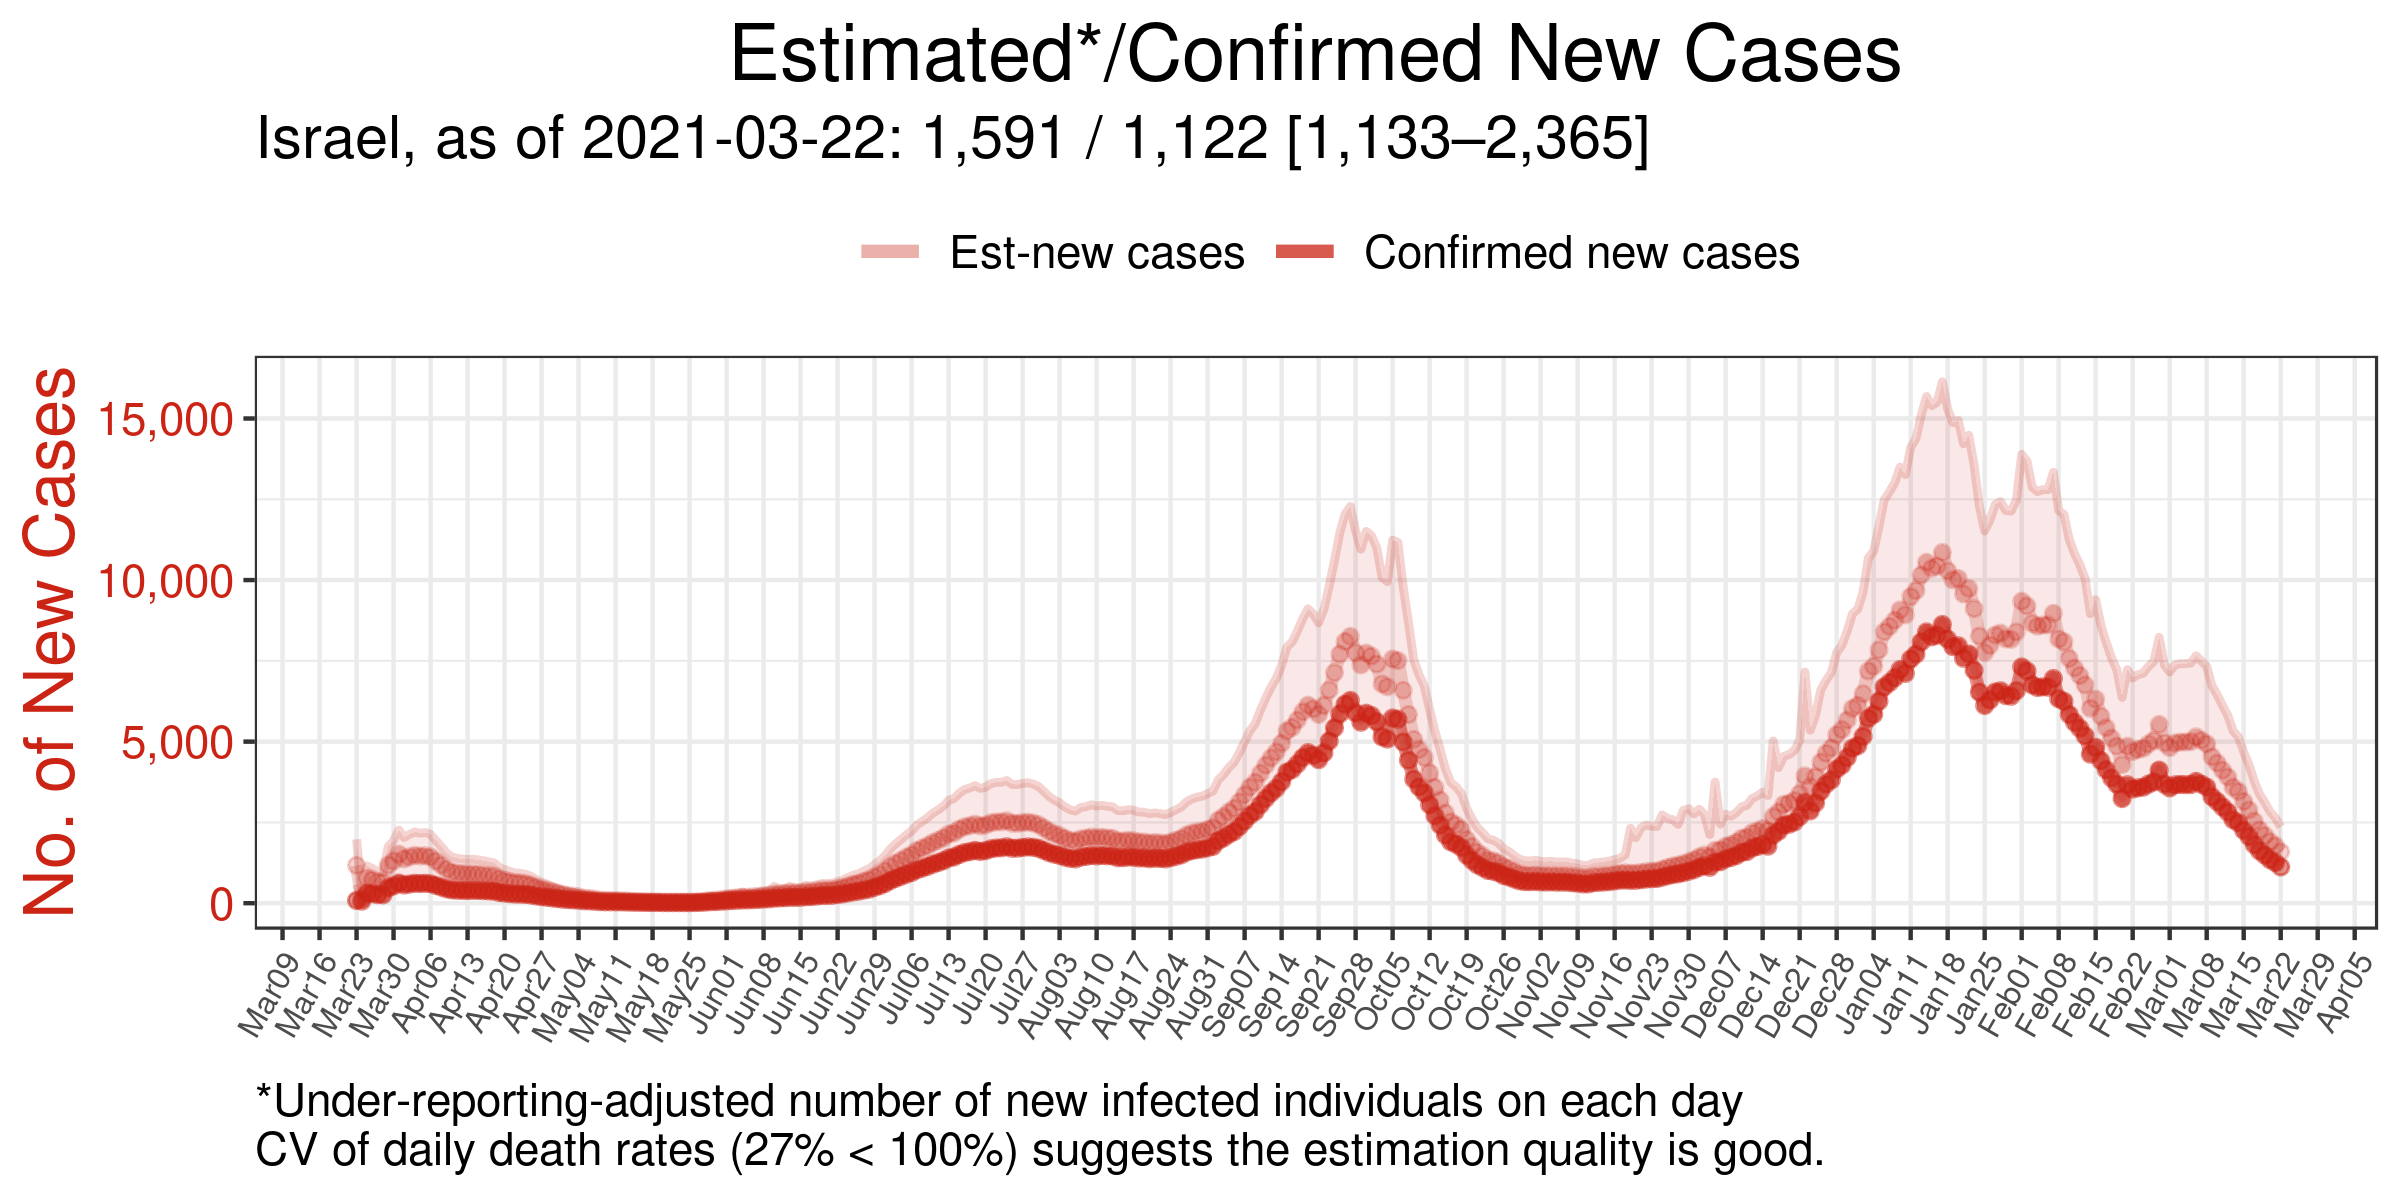 Estimated*/Confirmed New Cases
Israel, as of 2021-03-22: 1,591 / 1,122 [1,133–2,365]
Est-new cases Confirmed new cases
No. of New Cases
15,000
10,000
5,000
0
Mar09 Mar16 Mar23 Mar30 Apr06 Apr13 Apr20 Apr27 May04 May11 May18 May25 Jun01 Jun08 Jun15 Jun22 Jun29 Jul06 Jul13 Jul20 Jul27 Aug03 Aug10 Aug17 Aug24 Aug31 Sep07 Sep14 Sep21 Sep28 Oct05 Oct12 Oct19 Oct26 Nov02 Nov09 Nov16 Nov23 Nov30 Dec07 Dec14 Dec21 Dec28 Jan04 Jan11 Jan18 Jan25 Feb01 Feb08 Feb15 Feb22 Mar01 Mar08 Mar15 Mar22 Mar29 Apr05
*Under-reporting-adjusted number of new infected individuals on each day
CV of daily death rates (27% < 100%) suggests the estimation quality is good.